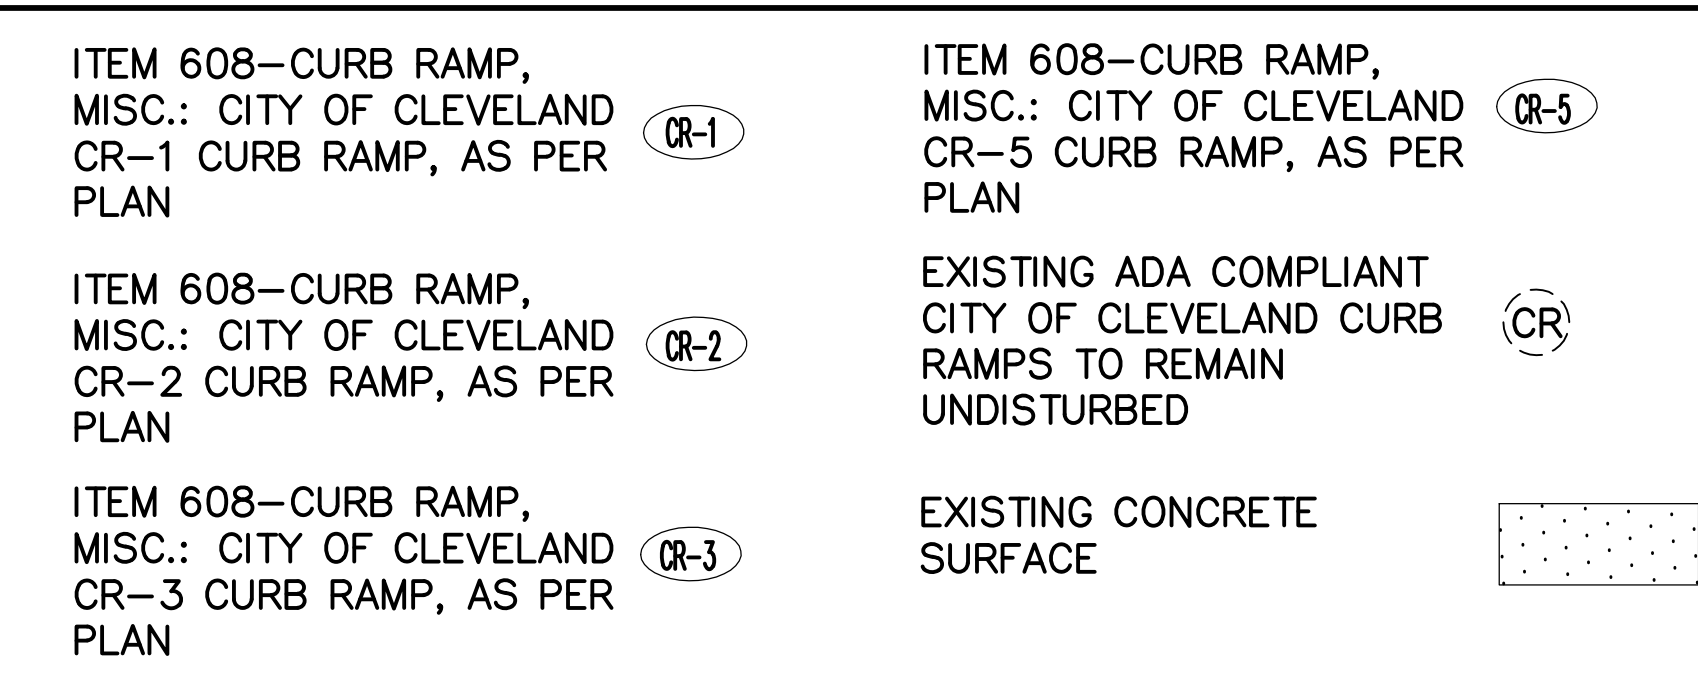 ITEM 608–CURB RAMP,
MISC.: CITY OF CLEVELAND
CR–1 CURB RAMP, AS PER
PLAN
CR–1
ITEM 608–CURB RAMP,
MISC.: CITY OF CLEVELAND
CR–2 CURB RAMP, AS PER
PLAN
CR–2
ITEM 608–CURB RAMP,
MISC.: CITY OF CLEVELAND
CR–3 CURB RAMP, AS PER
PLAN
CR–3
ITEM 608–CURB RAMP,
MISC.: CITY OF CLEVELAND
CR–5 CURB RAMP, AS PER
PLAN
CR–5
EXISTING ADA COMPLIANT
CITY OF CLEVELAND CURB
RAMPS TO REMAIN
UNDISTURBED
CR
EXISTING CONCRETE
SURFACE